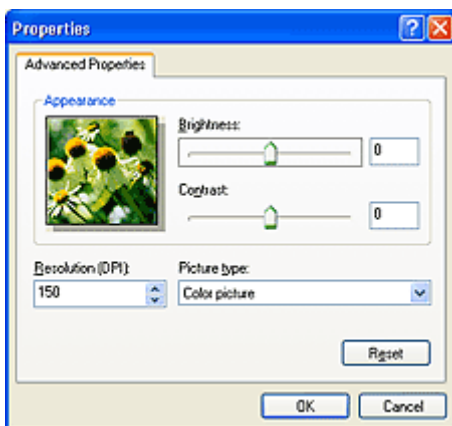 Properties
?
X
Advanced Properties
Appearance
Brightness:
0
Contrast:
0
Resolution (DPI):
150
Picture type:
Color picture
Reset
OK
Cancel